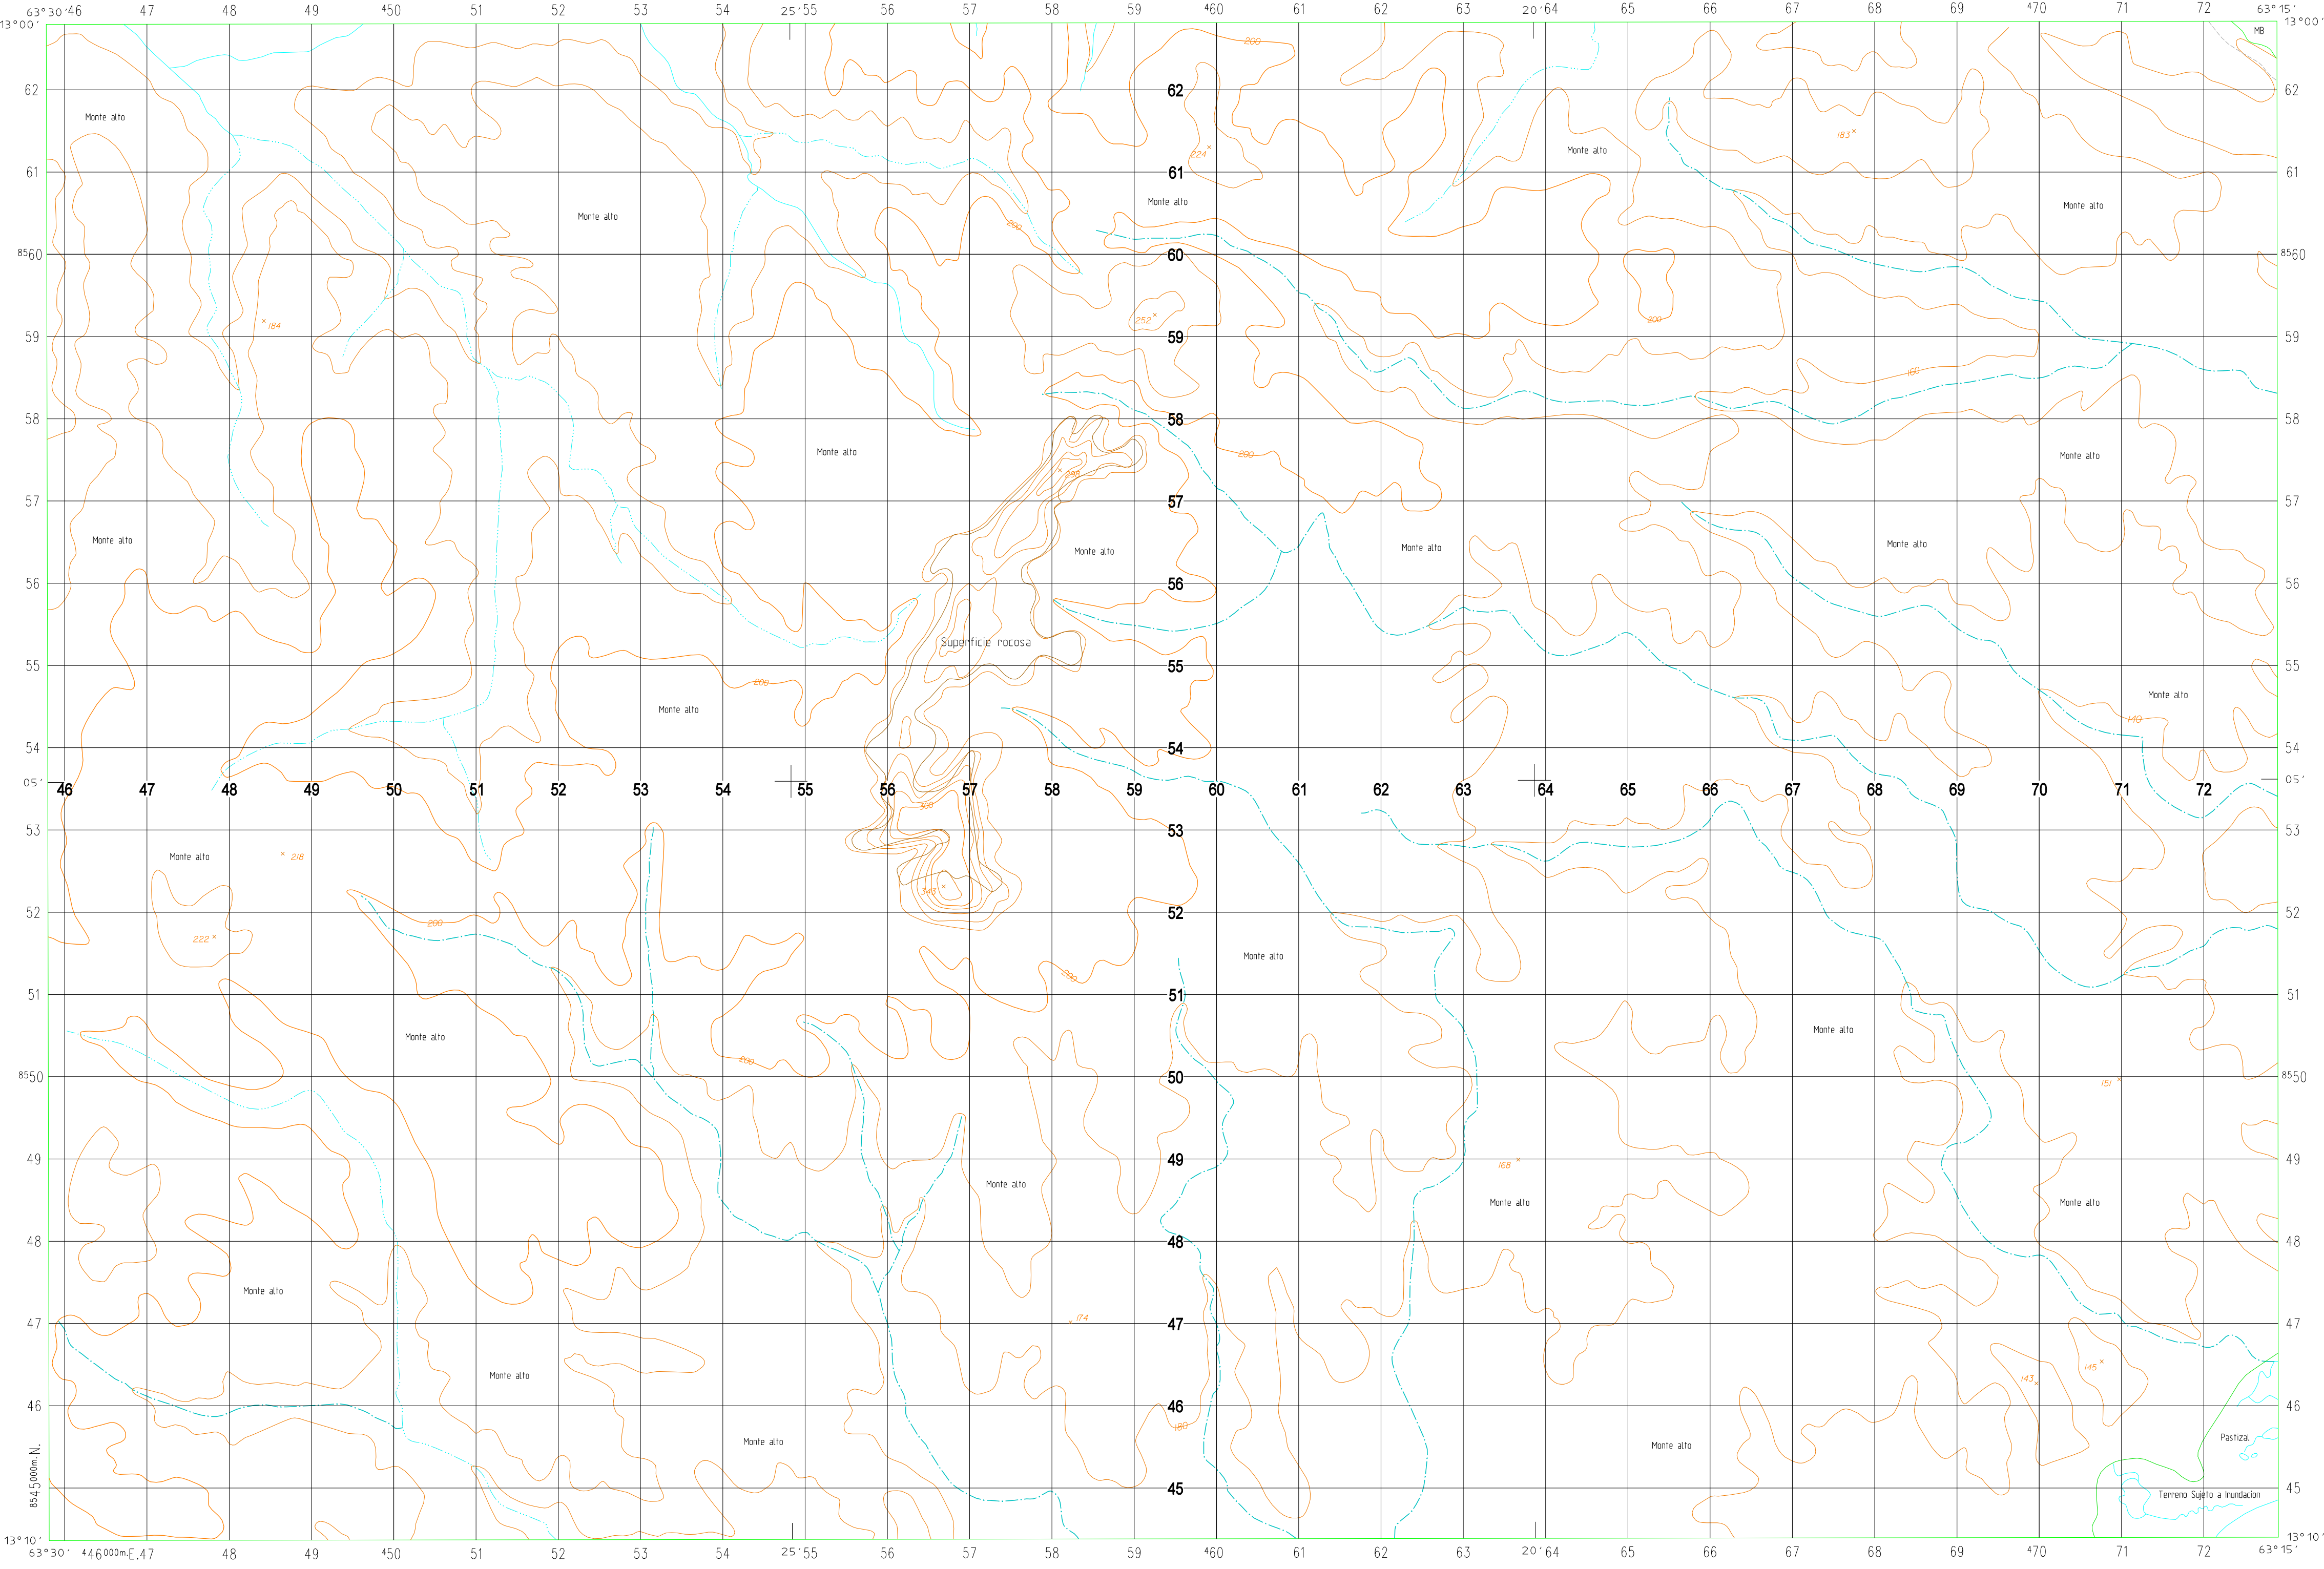 63°30' 46 47 48 49 450 51 52 53 54 25' 55 56 57 58 59 460 61 62 63 20' 64 65 66 67 68 69 470 71 72 63°15'
13°00' 13°00'
MB
200
62 62 62
Monte alto
183
224 Monte alto
61 61 61
Monte alto Monte alto
Monte alto
200
8560 60 8560
184 252 200
59 59 59
160
58 58 58
Monte alto 200 Monte alto
298
57 57 57
Monte alto Monte alto Monte alto Monte alto
56 56 56
Superficie rocosa
55 55 55
200 Monte alto
Monte alto 140
54 54 54
05' 05'
46 47 48 49 50 51 52 53 54 55 56 57 58 59 60 61 62 63 64 65 66 67 68 69 70 71 72
300
53 53 53
Monte alto 218
343
52 52 52
200
222
Monte alto
200
51 51 51
Monte alto Monte alto
200
8550 50 8550
151
49 49 49
168
Monte alto
Monte alto Monte alto
48 48 48
Monte alto
174
47 47 47
145
Monte alto 143
46 46 46
180
Monte alto Monte alto Pastizal
45 45 45
Terreno Sujeto a Inundacion
8545000m. N.
13°10' 13°10'
63°30' 446000m.E. 47 48 49 450 51 52 53 54 25' 55 56 57 58 59 460 61 62 63 20' 64 65 66 67 68 69 470 71 72 63°15'